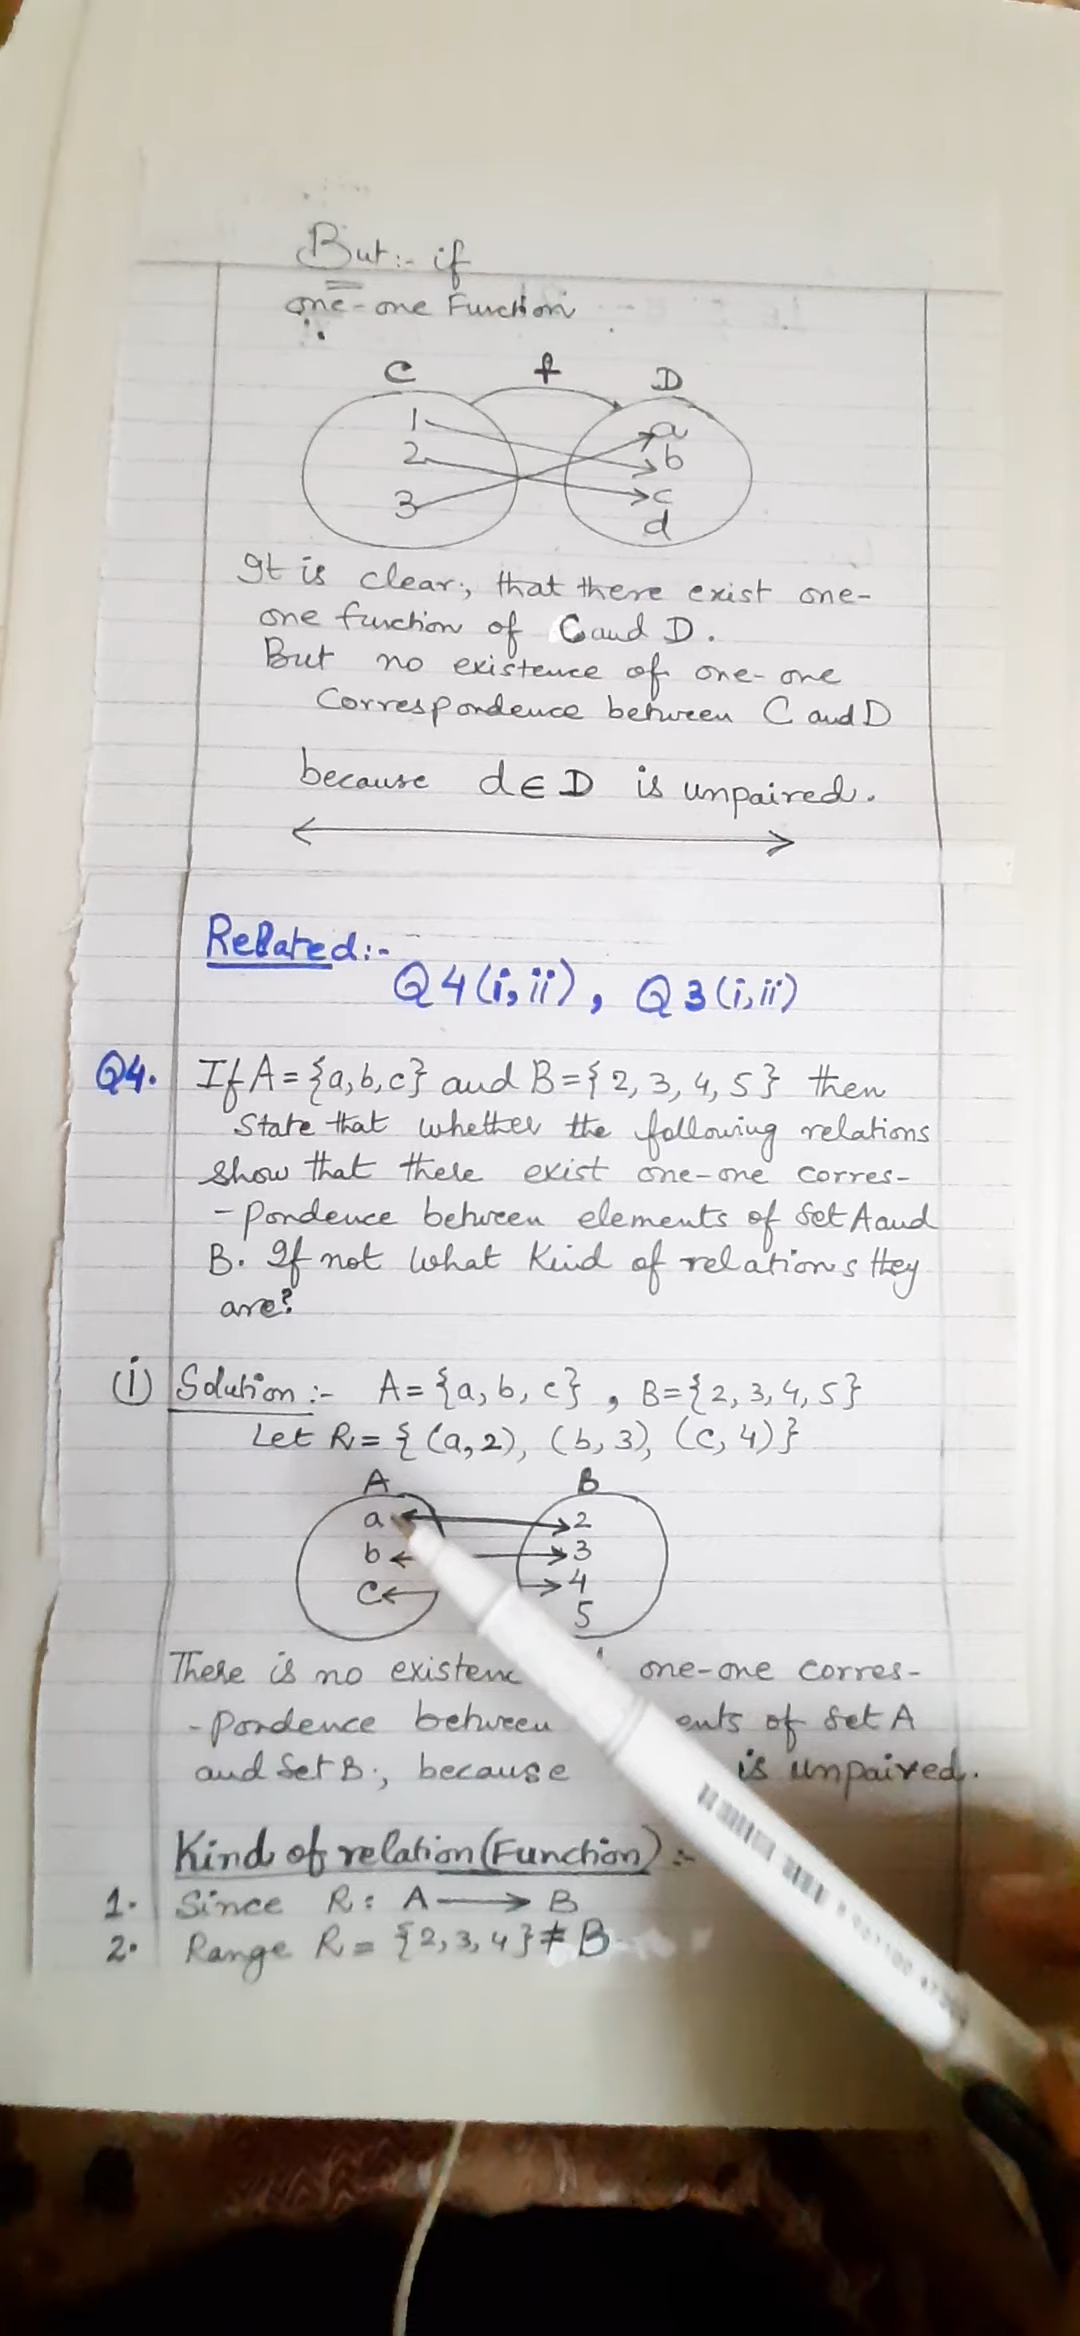 But:- if
one-one Function
C f D
1 a
2 b
3 c
d
It is clear, that there exist one-
one function of C and D.
But no existence of one-one
Correspondence between C and D
because d∈D is unpaired.
Related:-
Q4(i,ii), Q3(i,ii)
Q4. If A={a,b,c} and B={2,3,4,5} then
State that whether the following relations
show that there exist one-one corres-
-pondence between elements of Set A and
B. If not what Kind of relations they
are?
(i) Solution:- A={a,b,c}, B={2,3,4,5}
Let R={(a,2), (b,3), (c,4)}
A B
a 2
b 3
c 4
5
There is no one-one corres-
-pondence between of Set A
and Set B, because is unpaired.
Kind of relation(Function):-
1. Since R: A → B
2. Range R = {2,3,4}≠B